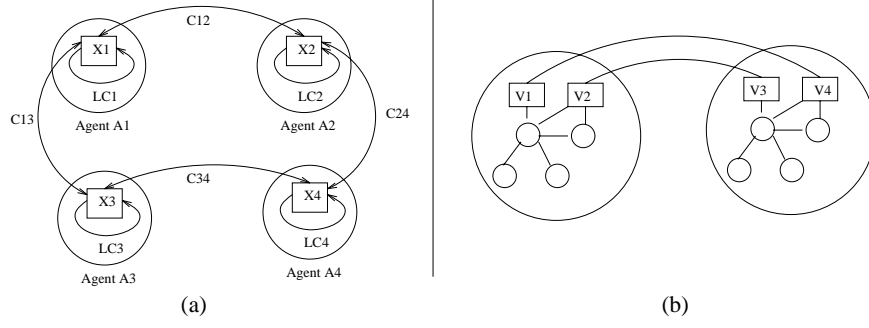 C12
X1
X2
LC1
LC2
Agent A1
Agent A2
C13
C24
C34
X3
X4
LC3
LC4
Agent A3
Agent A4
(a)
V1
V2
V3
V4
(b)